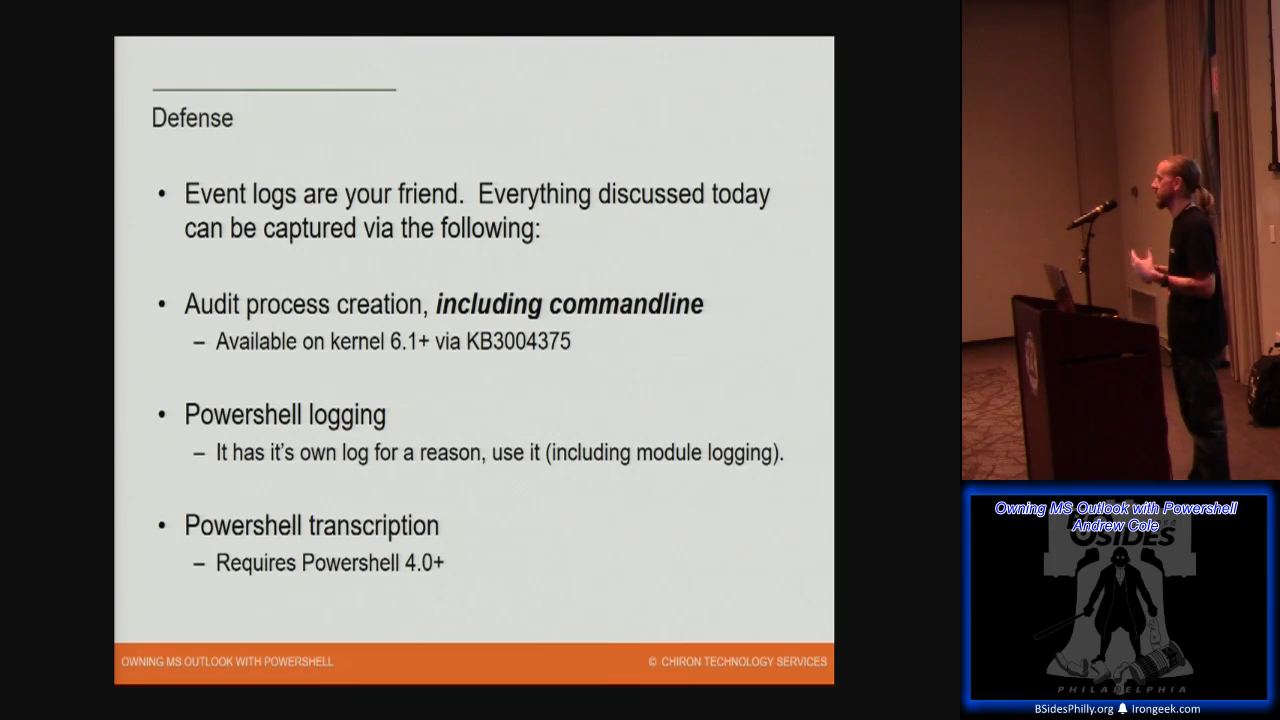 Defense
• Event logs are your friend.  Everything discussed today
can be captured via the following:
• Audit process creation, including commandline
– Available on kernel 6.1+ via KB3004375
• Powershell logging
– It has it's own log for a reason, use it (including module logging).
• Powershell transcription
– Requires Powershell 4.0+
OWNING MS OUTLOOK WITH POWERSHELL
© CHIRON TECHNOLOGY SERVICES
Owning MS Outlook with Powershell
Andrew Cole
SIDES
PHILADELPHIA
BSidesPhilly.org Irongeek.com